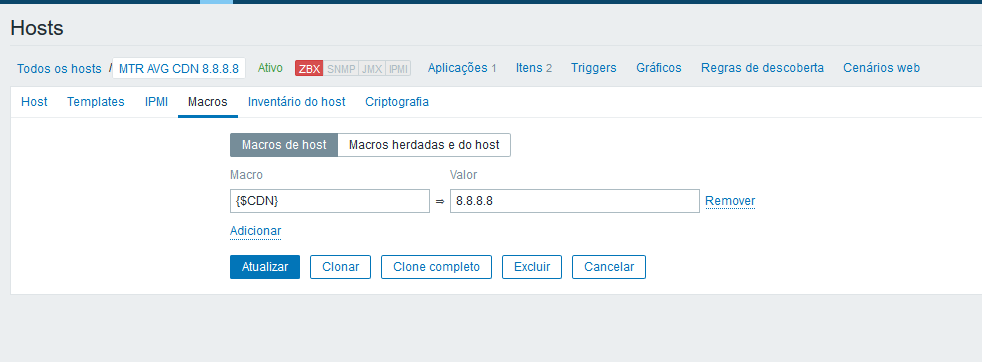 Hosts
Todos os hosts / MTR AVG CDN 8.8.8.8 Ativo ZBX SNMP JMX IPMI Aplicações 1 Itens 2 Triggers Gráficos Regras de descoberta Cenários web
Host Templates IPMI Macros Inventário do host Criptografia
Macros de host Macros herdadas e do host
Macro Valor
{$CDN} ⇒ 8.8.8.8 Remover
Adicionar
Atualizar Clonar Clone completo Excluir Cancelar